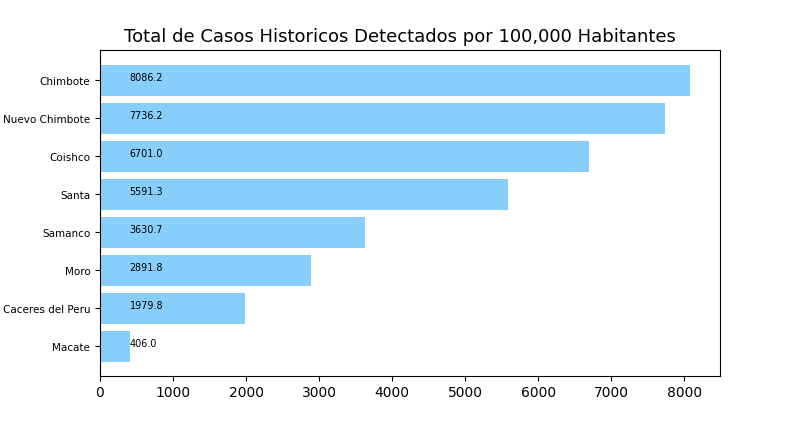 Total de Casos Historicos Detectados por 100,000 Habitantes
Chimbote 8086.2
Nuevo Chimbote 7736.2
Coishco 6701.0
Santa 5591.3
Samanco 3630.7
Moro 2891.8
Caceres del Peru 1979.8
Macate 406.0
0 1000 2000 3000 4000 5000 6000 7000 8000